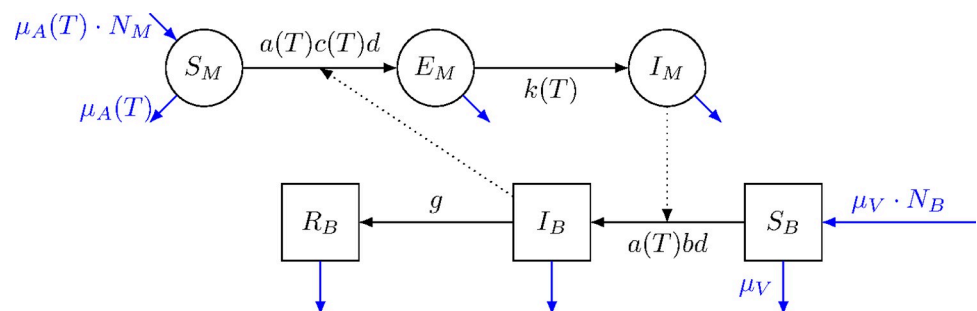 μ_A(T) · N_M
a(T)c(T)d
S_M
E_M
I_M
k(T)
μ_A(T)
μ_V · N_B
g
R_B
I_B
S_B
a(T)bd
μ_V